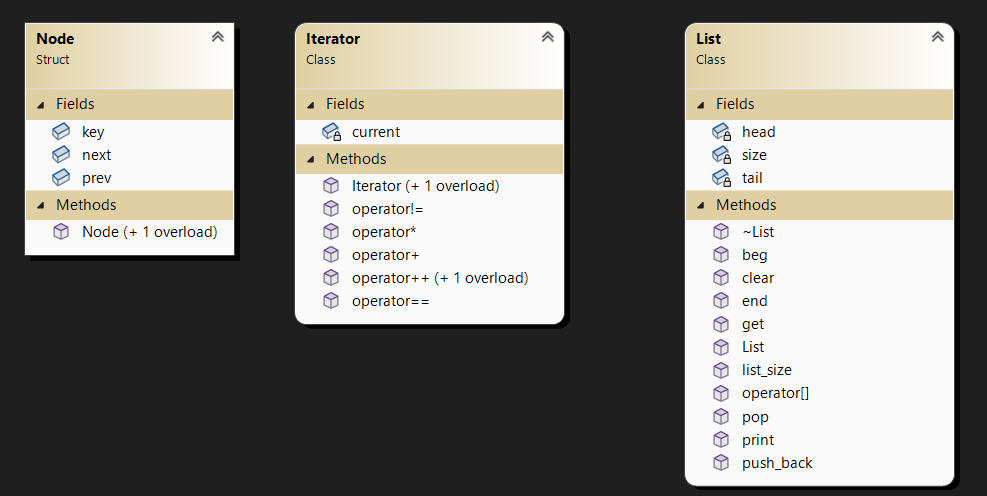 Node
Struct
Fields
key
next
prev
Methods
Node (+ 1 overload)
Iterator
Class
Fields
current
Methods
Iterator (+ 1 overload)
operator!=
operator*
operator+
operator++ (+ 1 overload)
operator==
List
Class
Fields
head
size
tail
Methods
~List
beg
clear
end
get
List
list_size
operator[]
pop
print
push_back